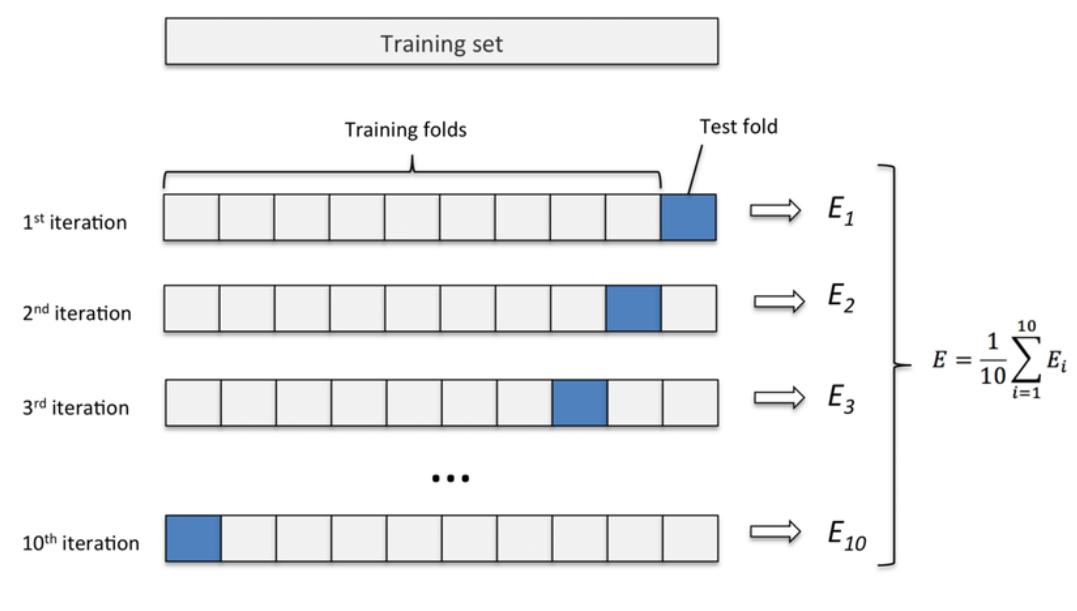 Training set
Training folds
Test fold
1st iteration
E1
2nd iteration
E2
3rd iteration
E3
E = 1/10 ∑ i=1 10 Ei
...
10th iteration
E10